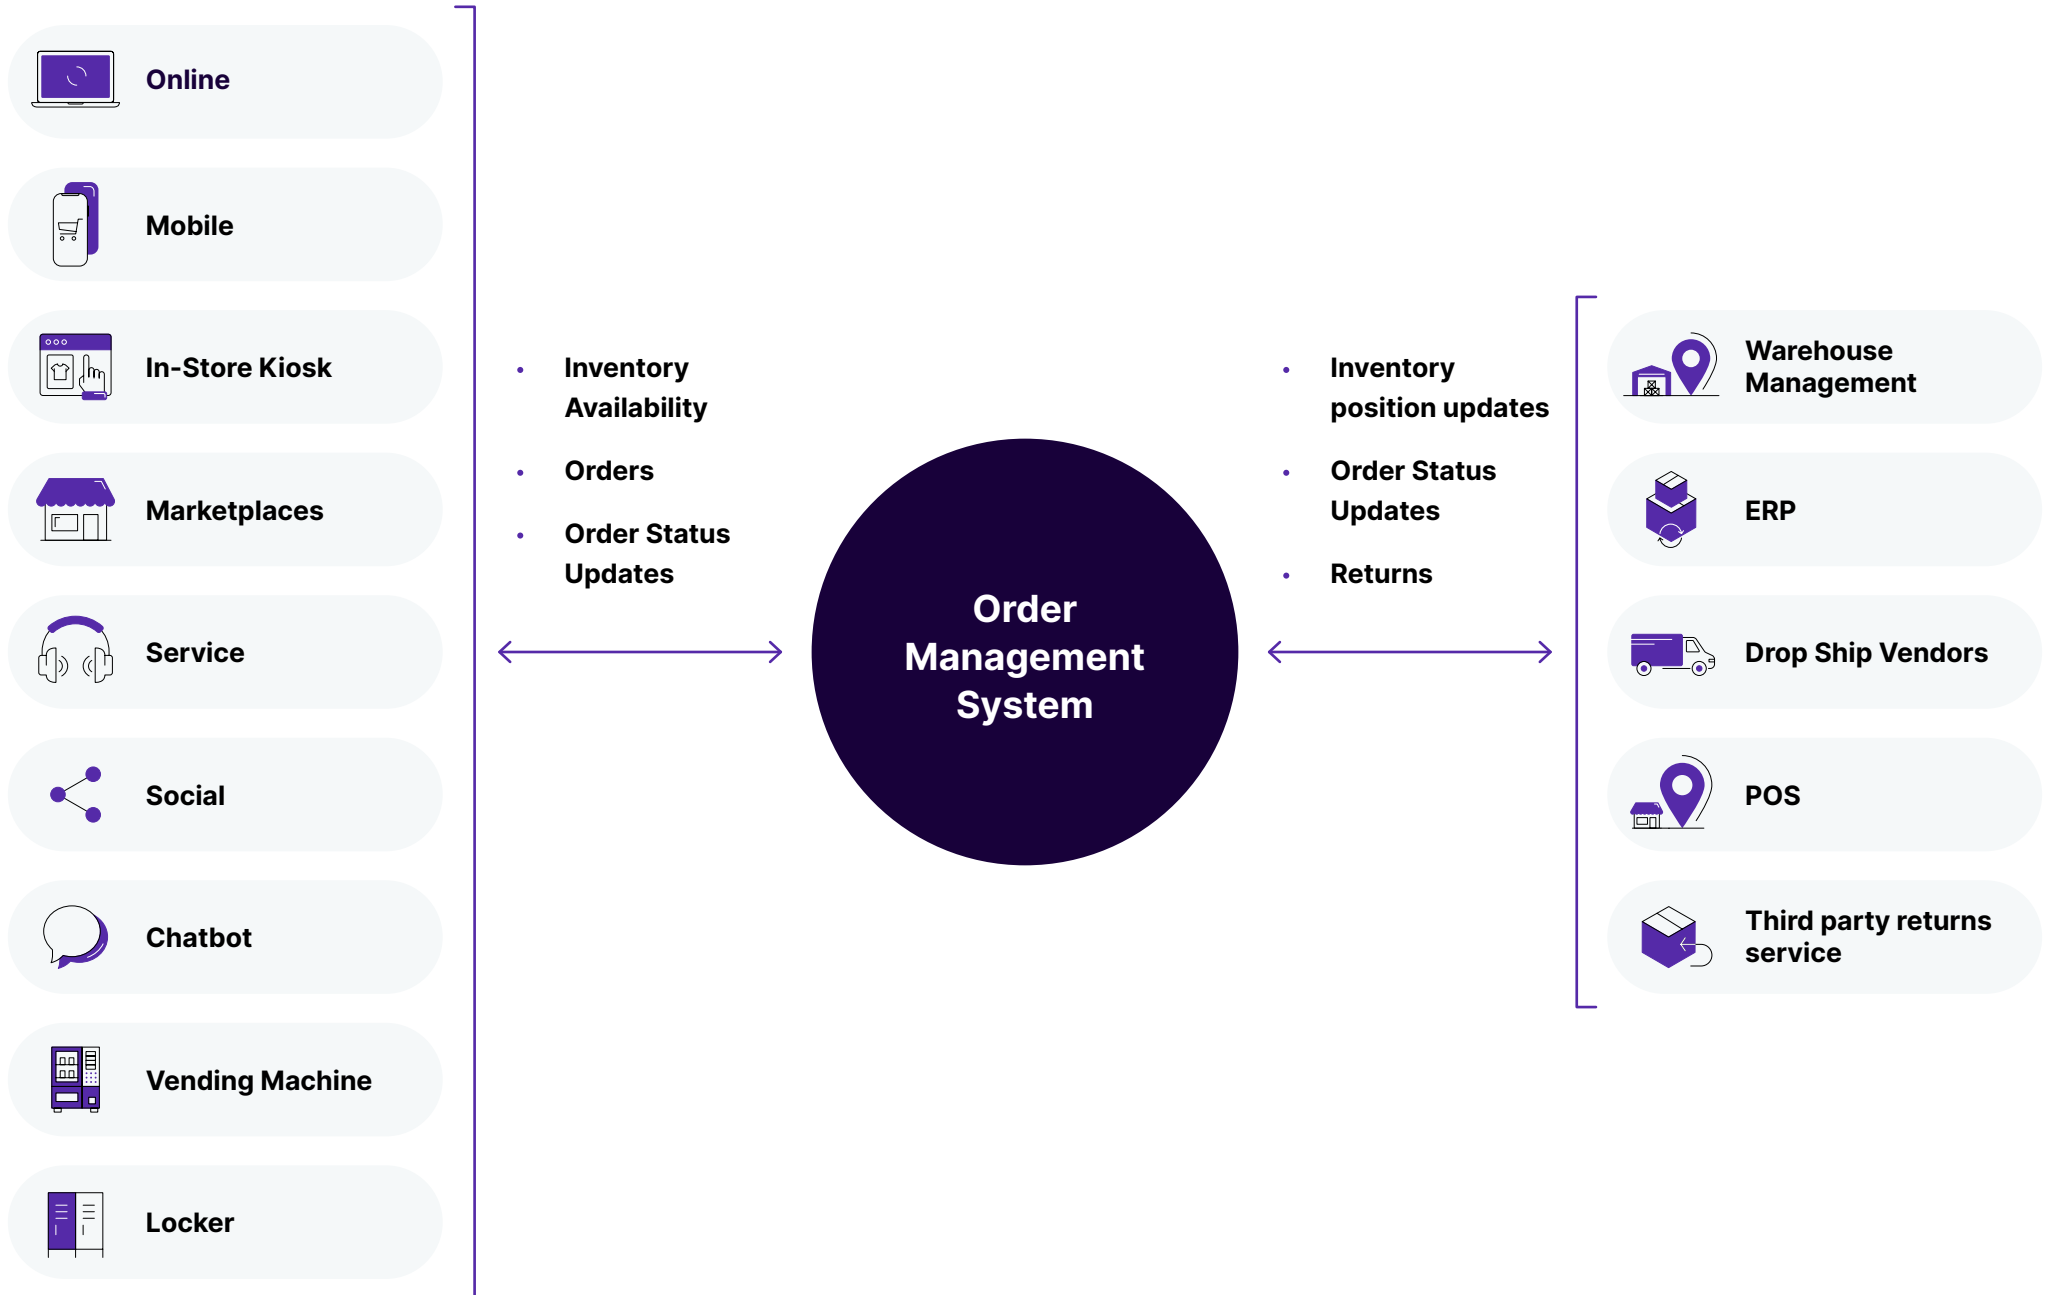 Online
Mobile
In-Store Kiosk
Marketplaces
Service
Social
Chatbot
Vending Machine
Locker
• Inventory
Availability
• Orders
• Order Status
Updates
Order
Management
System
• Inventory
position updates
• Order Status
Updates
• Returns
Warehouse
Management
ERP
Drop Ship Vendors
POS
Third party returns
service